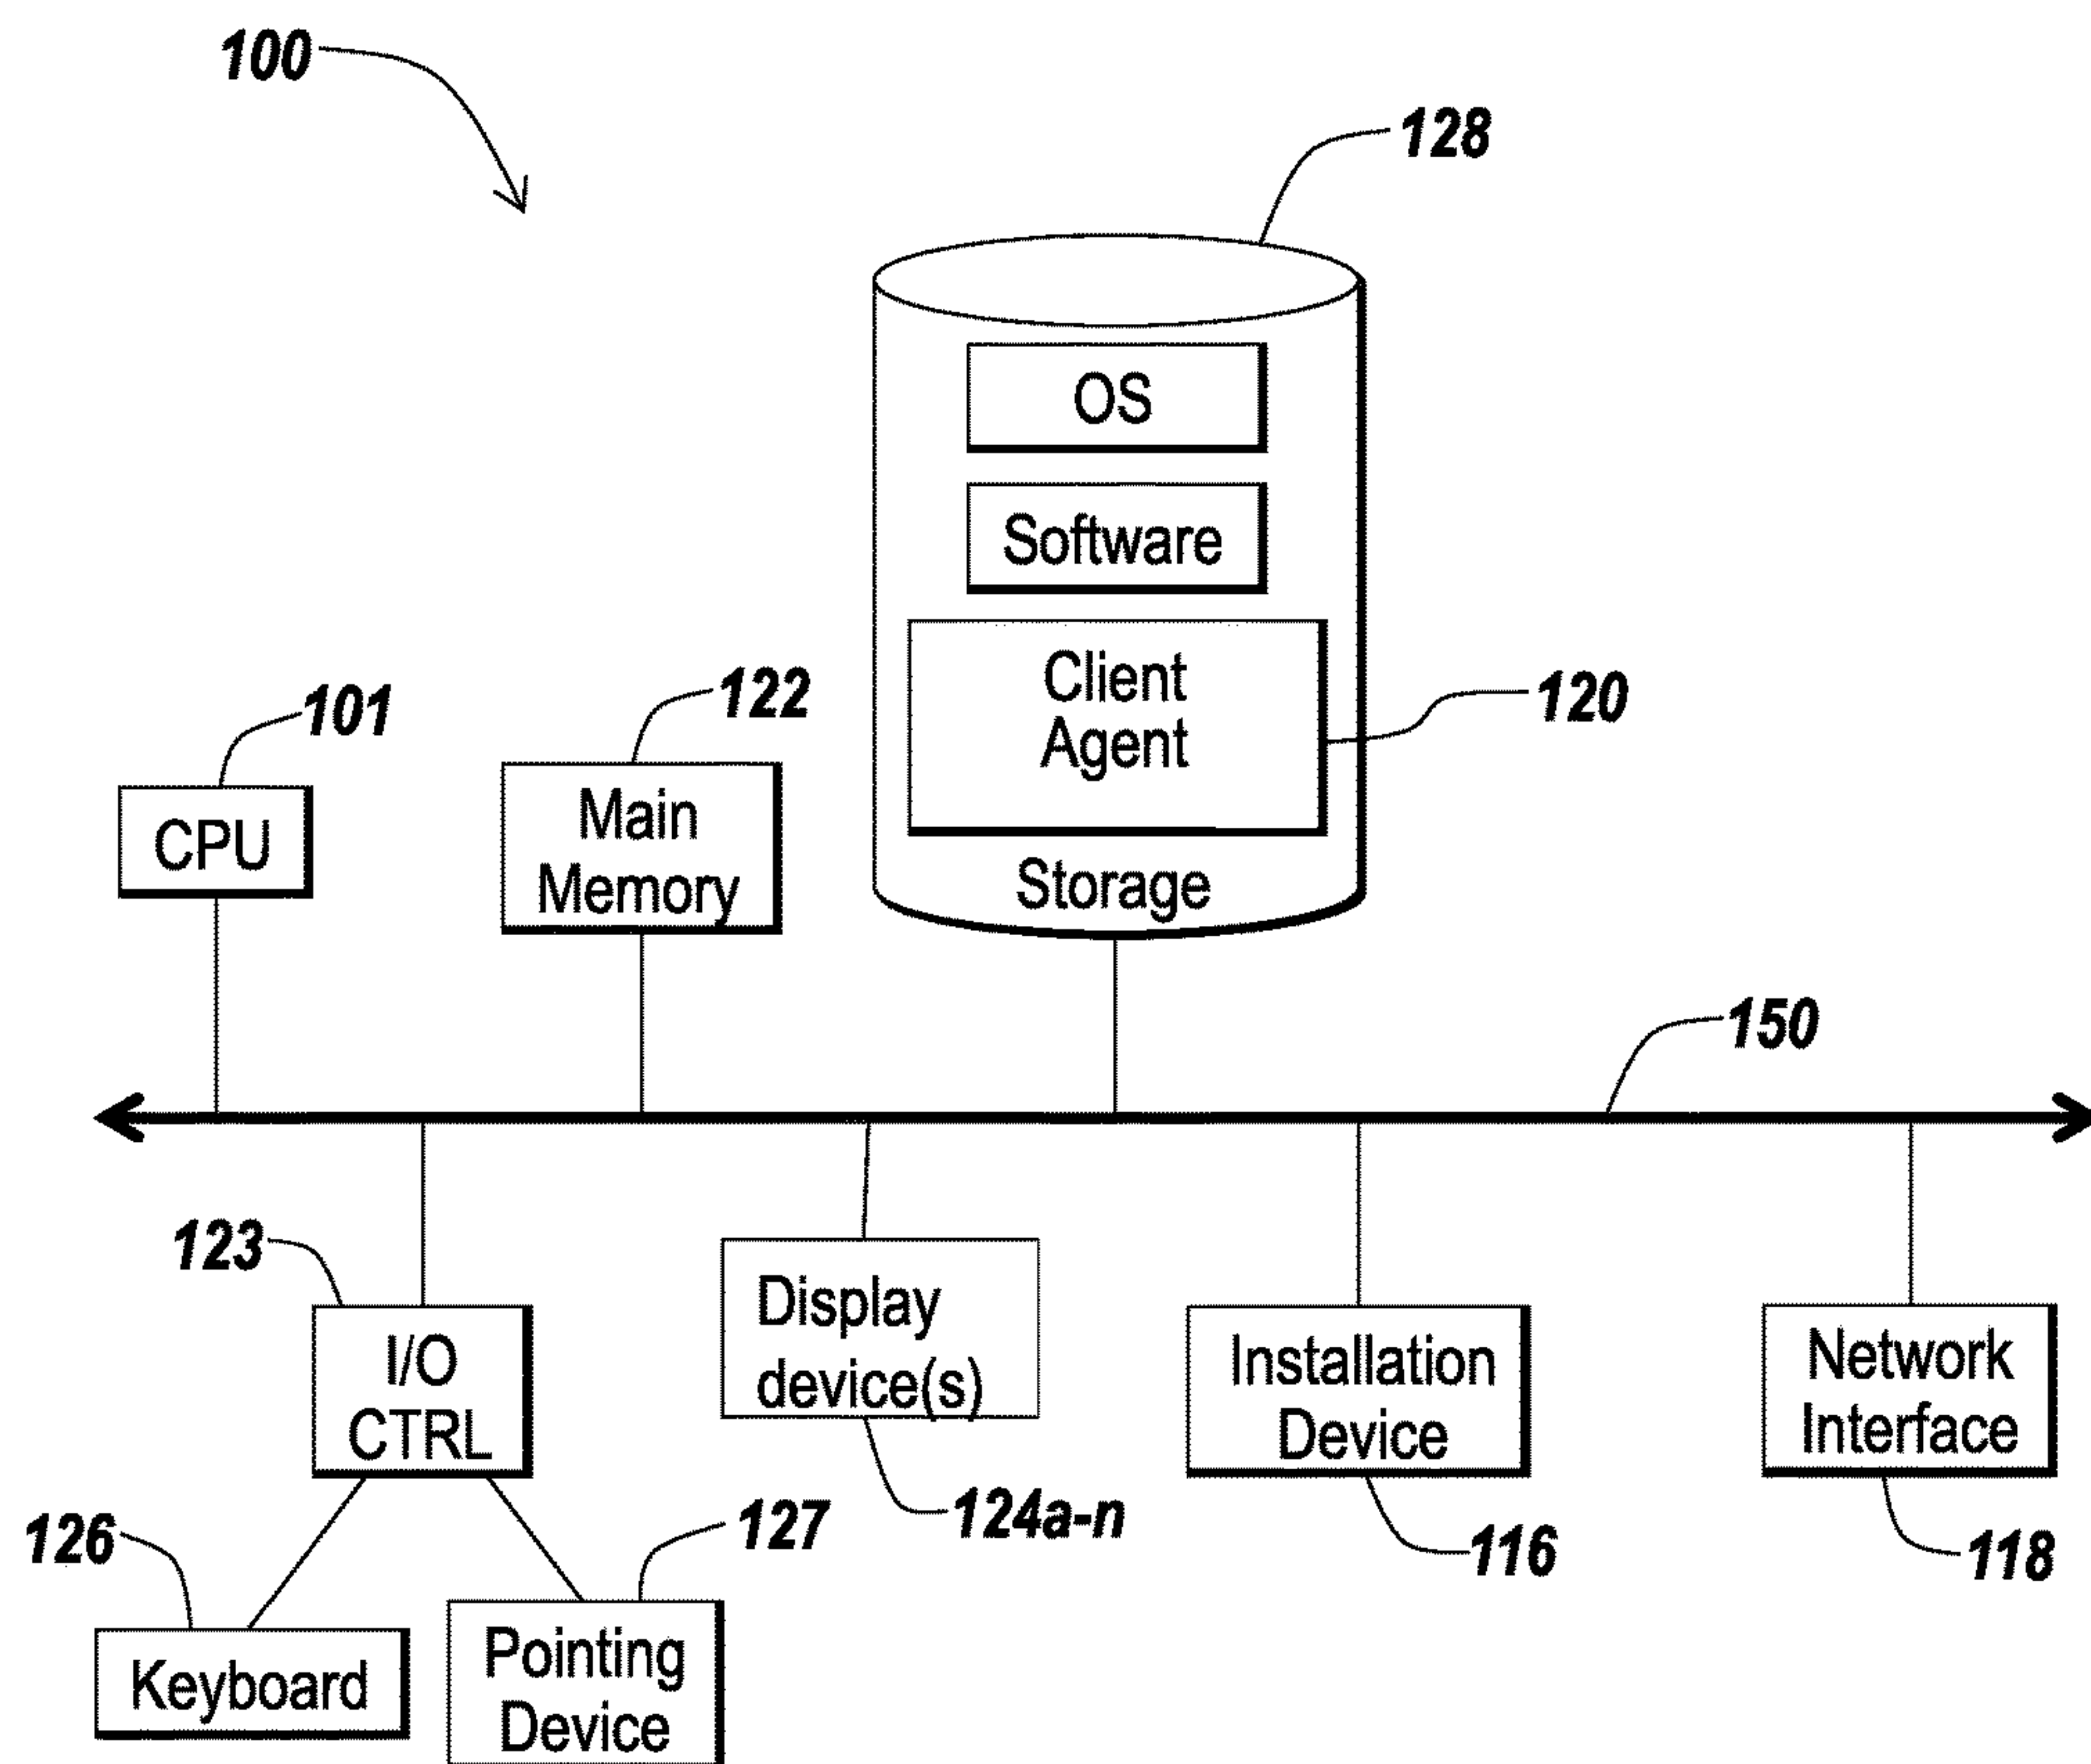 100
128
OS
Software
Client
Agent
120
Storage
101
CPU
122
Main
Memory
150
123
I/O
CTRL
Display
device(s)
124a-n
Installation
Device
116
Network
Interface
118
126
Keyboard
127
Pointing
Device